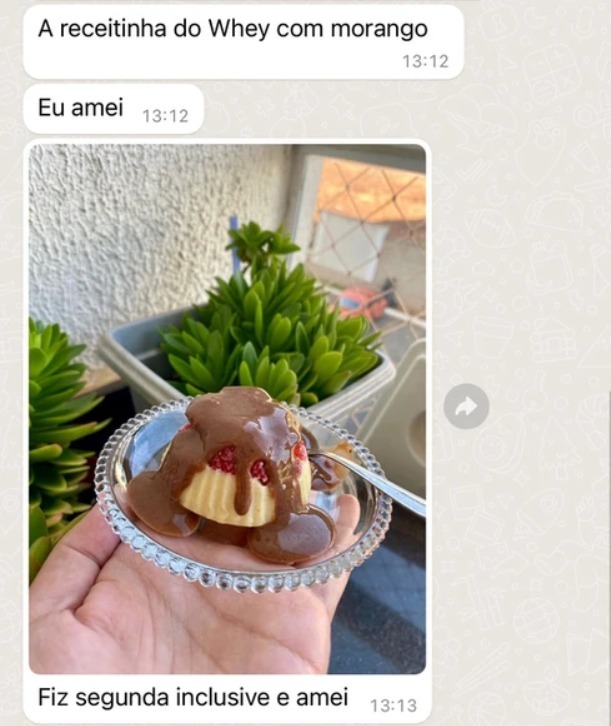 A receitinha do Whey com morango
13:12
Eu amei 13:12
Fiz segunda inclusive e amei 13:13